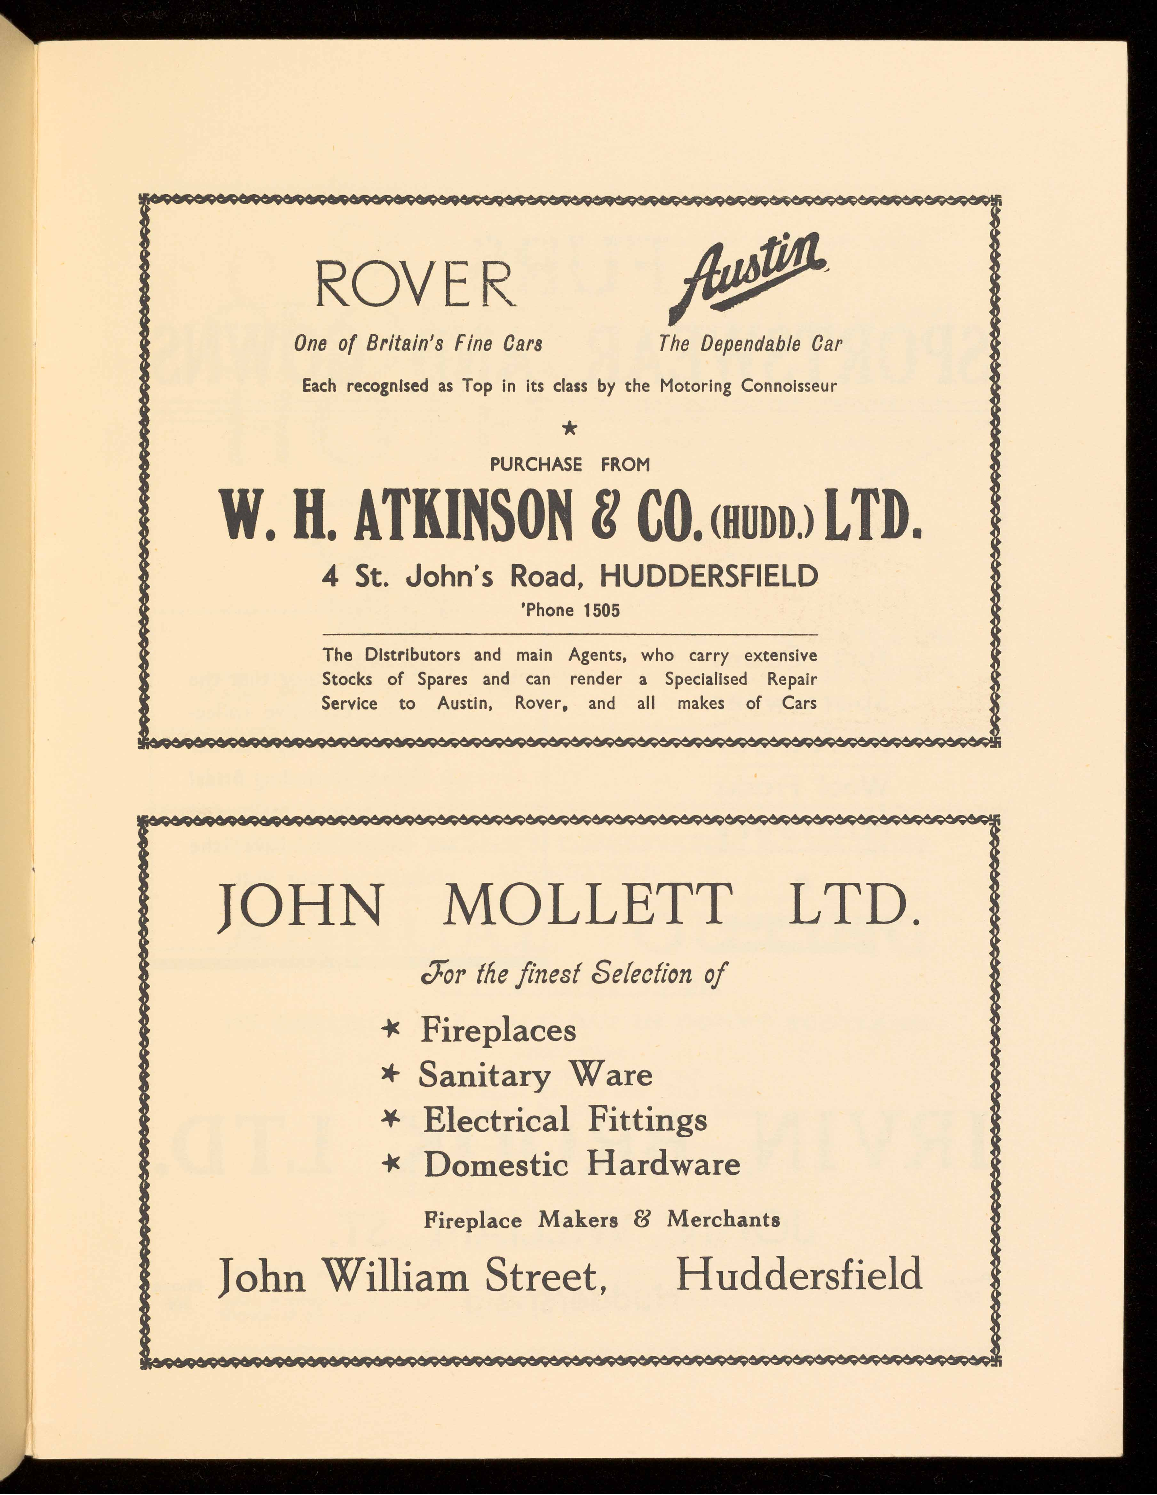 ROVER Austin
One of Britain's Fine Cars The Dependable Car
Each recognised as Top in its class by the Motoring Connoisseur
★
PURCHASE FROM
W. H. ATKINSON & CO. (HUDD.) LTD.
4 St. John's Road, HUDDERSFIELD
'Phone 1505
The Distributors and main Agents, who carry extensive
Stocks of Spares and can render a Specialised Repair
Service to Austin, Rover, and all makes of Cars
JOHN MOLLETT LTD.
For the finest Selection of
★ Fireplaces
★ Sanitary Ware
★ Electrical Fittings
★ Domestic Hardware
Fireplace Makers & Merchants
John William Street, Huddersfield